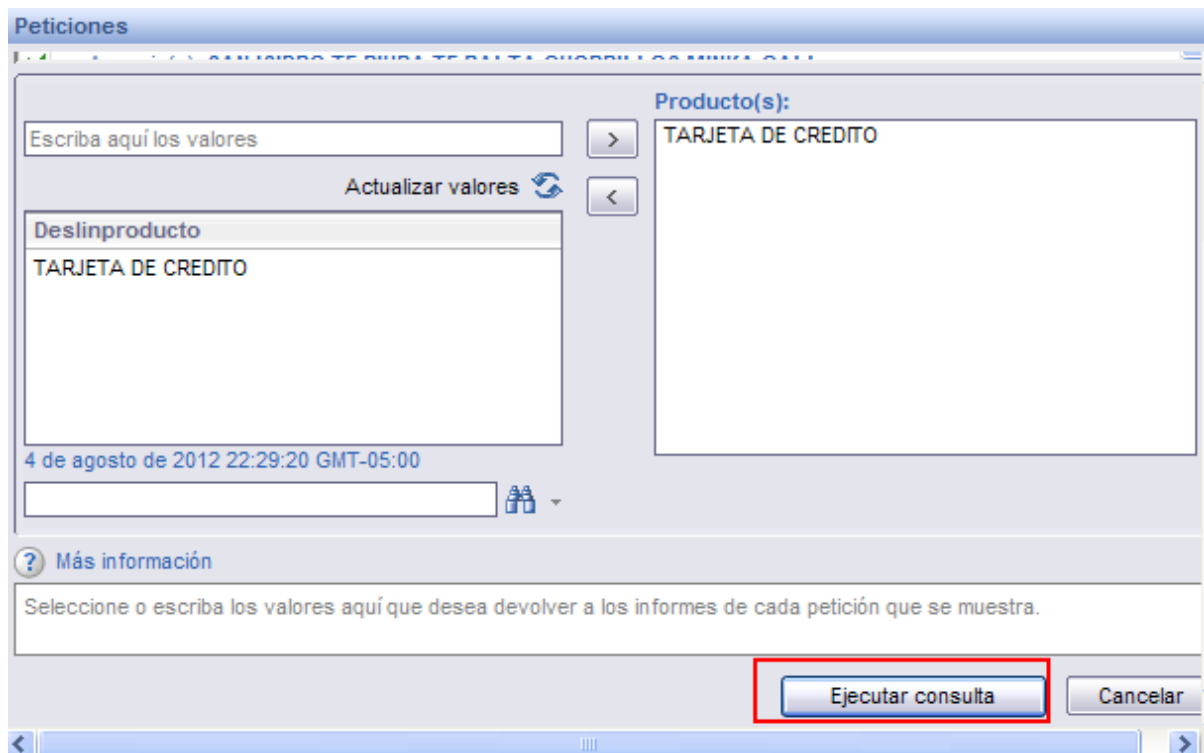 Peticiones
Producto(s):
Escriba aquí los valores
>
TARJETA DE CREDITO
Actualizar valores
<
Deslinproducto
TARJETA DE CREDITO
4 de agosto de 2012 22:29:20 GMT-05:00
? Más información
Seleccione o escriba los valores aquí que desea devolver a los informes de cada petición que se muestra.
Ejecutar consulta
Cancelar